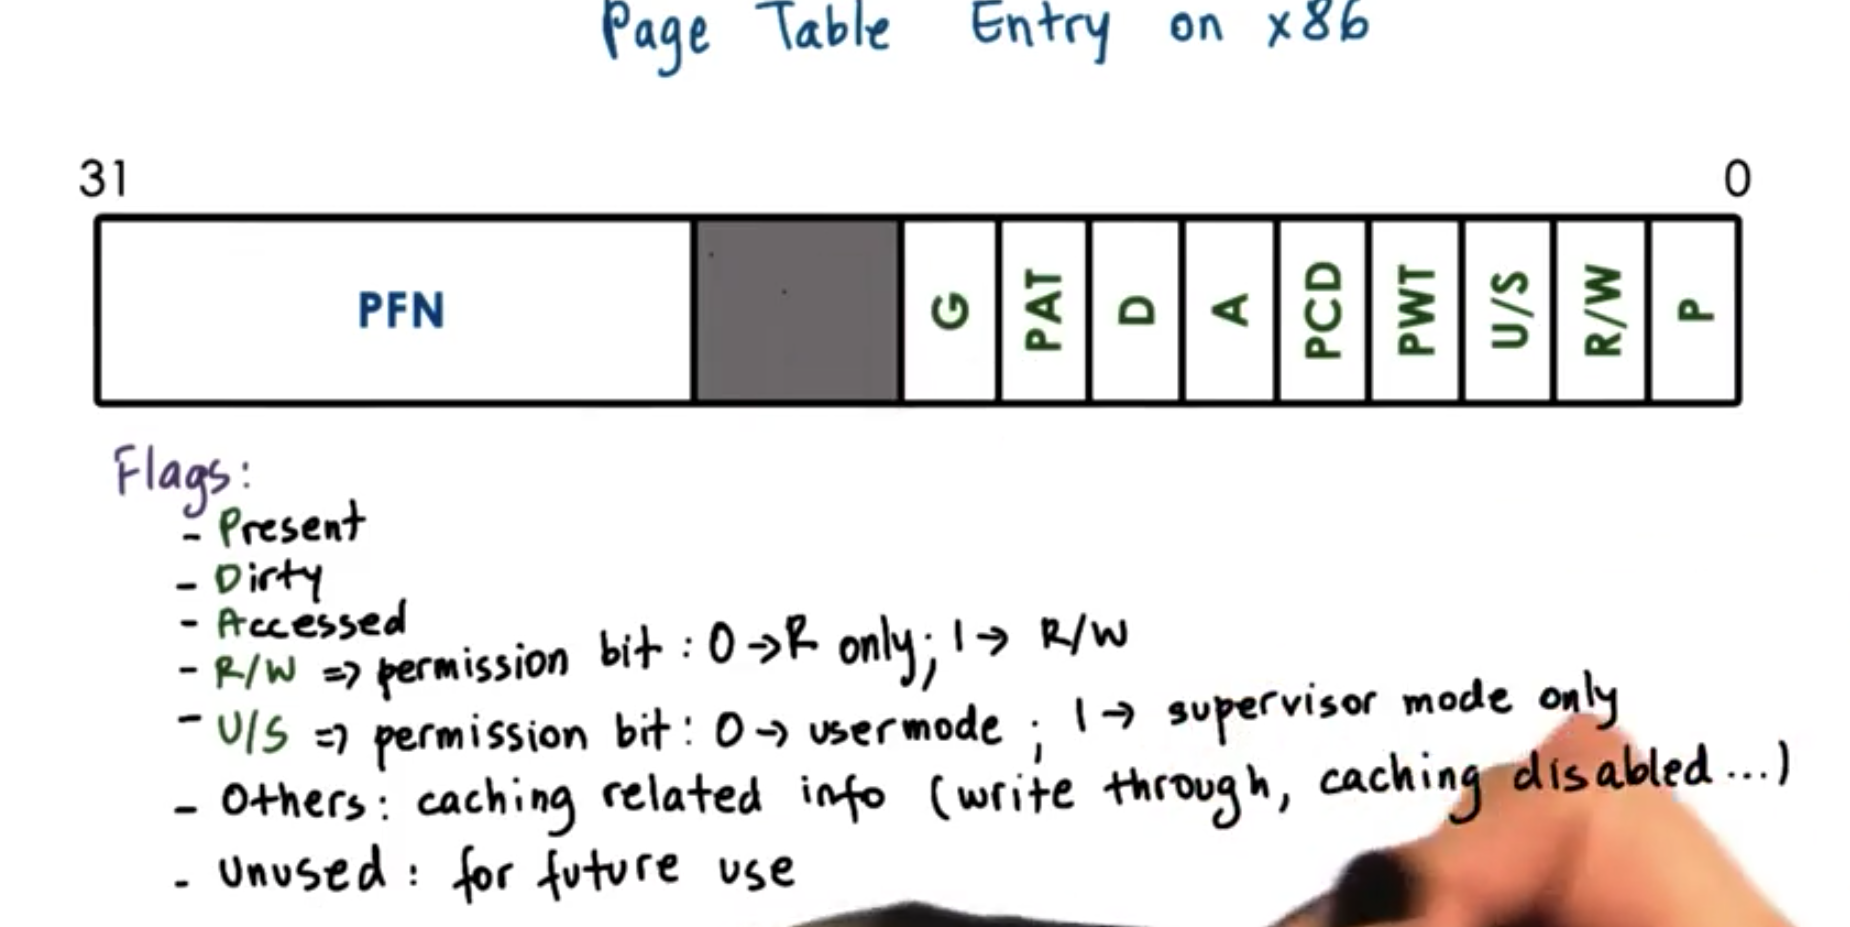 Page Table Entry on x86
31 0
PFN G PAT D A PCD PWT U/S R/W P
Flags:
- Present
- Dirty
- Accessed
- R/W => permission bit : 0 → R only; 1 → R/W
- U/S => permission bit : 0 → usermode ; 1 → supervisor mode only
- Others: caching related info (write through, caching disabled...)
- Unused: for future use